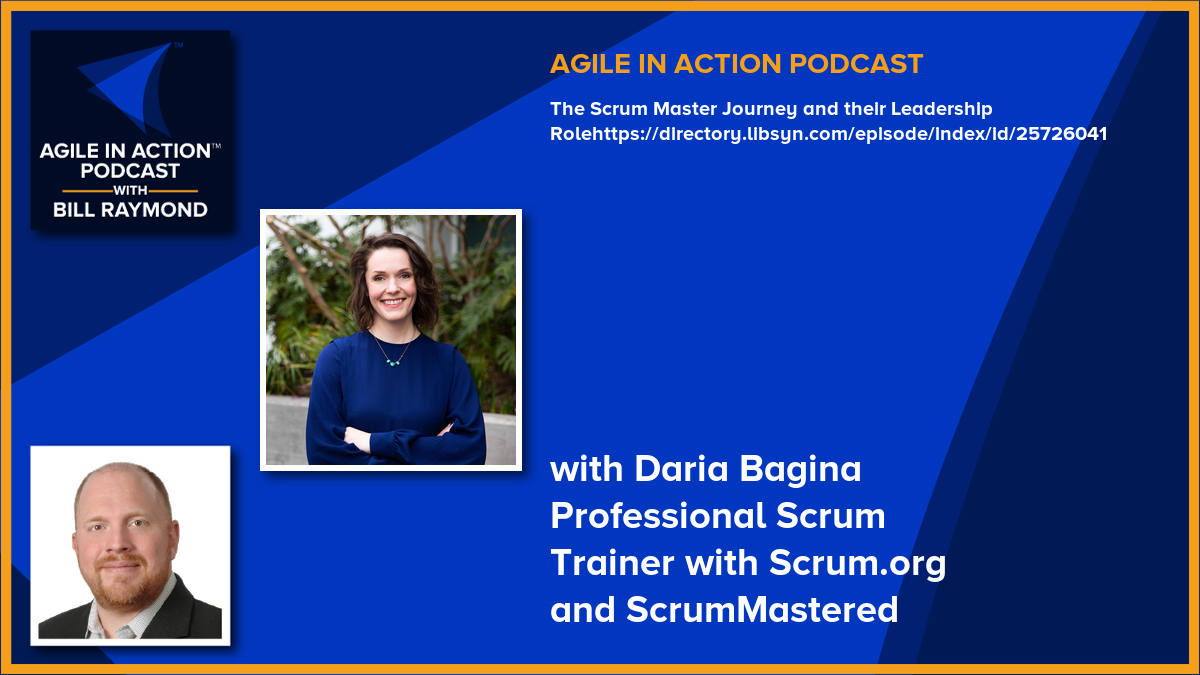 AGILE IN ACTION™
PODCAST
WITH
BILL RAYMOND
AGILE IN ACTION PODCAST
The Scrum Master Journey and their Leadership
Rolehttps://directory.libsyn.com/episode/index/id/25726041
with Daria Bagina
Professional Scrum
Trainer with Scrum.org
and ScrumMastered